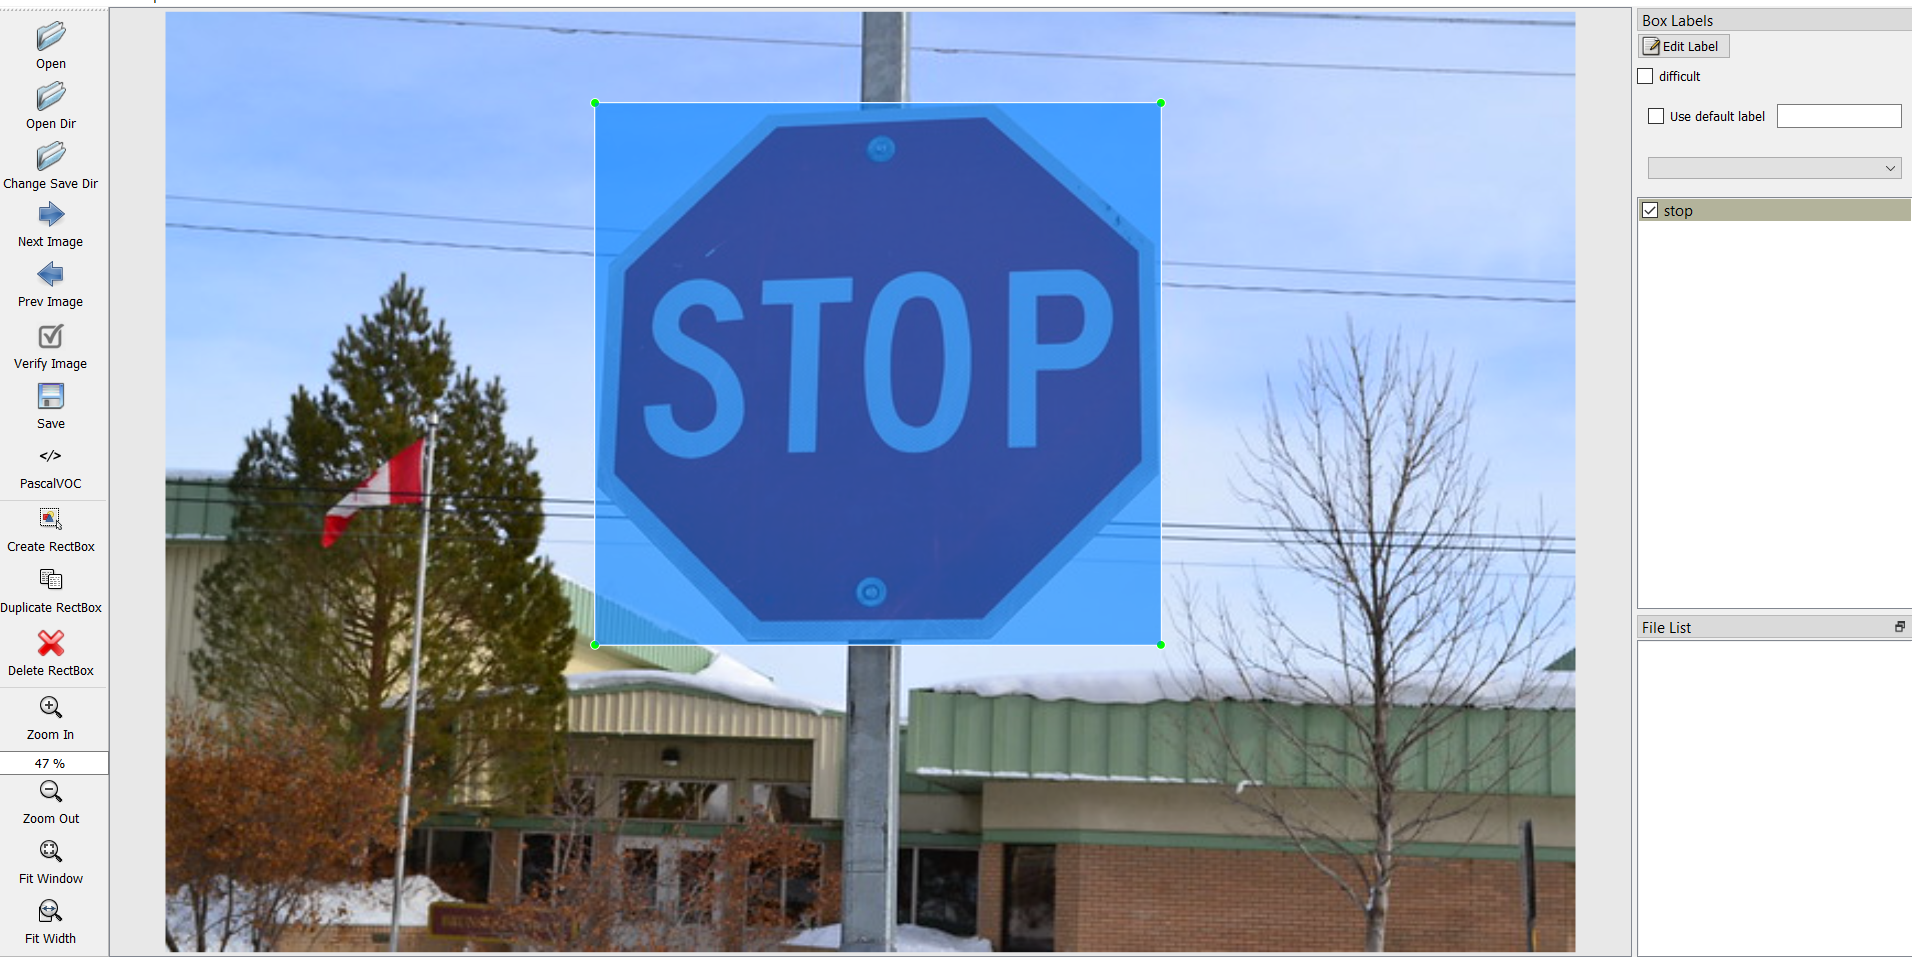 Open
Open Dir
Change Save Dir
Next Image
Prev Image
Verify Image
Save
</>
PascalVOC
Create RectBox
Duplicate RectBox
Delete RectBox
Zoom In
47 %
Zoom Out
Fit Window
Fit Width
STOP
Box Labels
Edit Label
difficult
Use default label
stop
File List